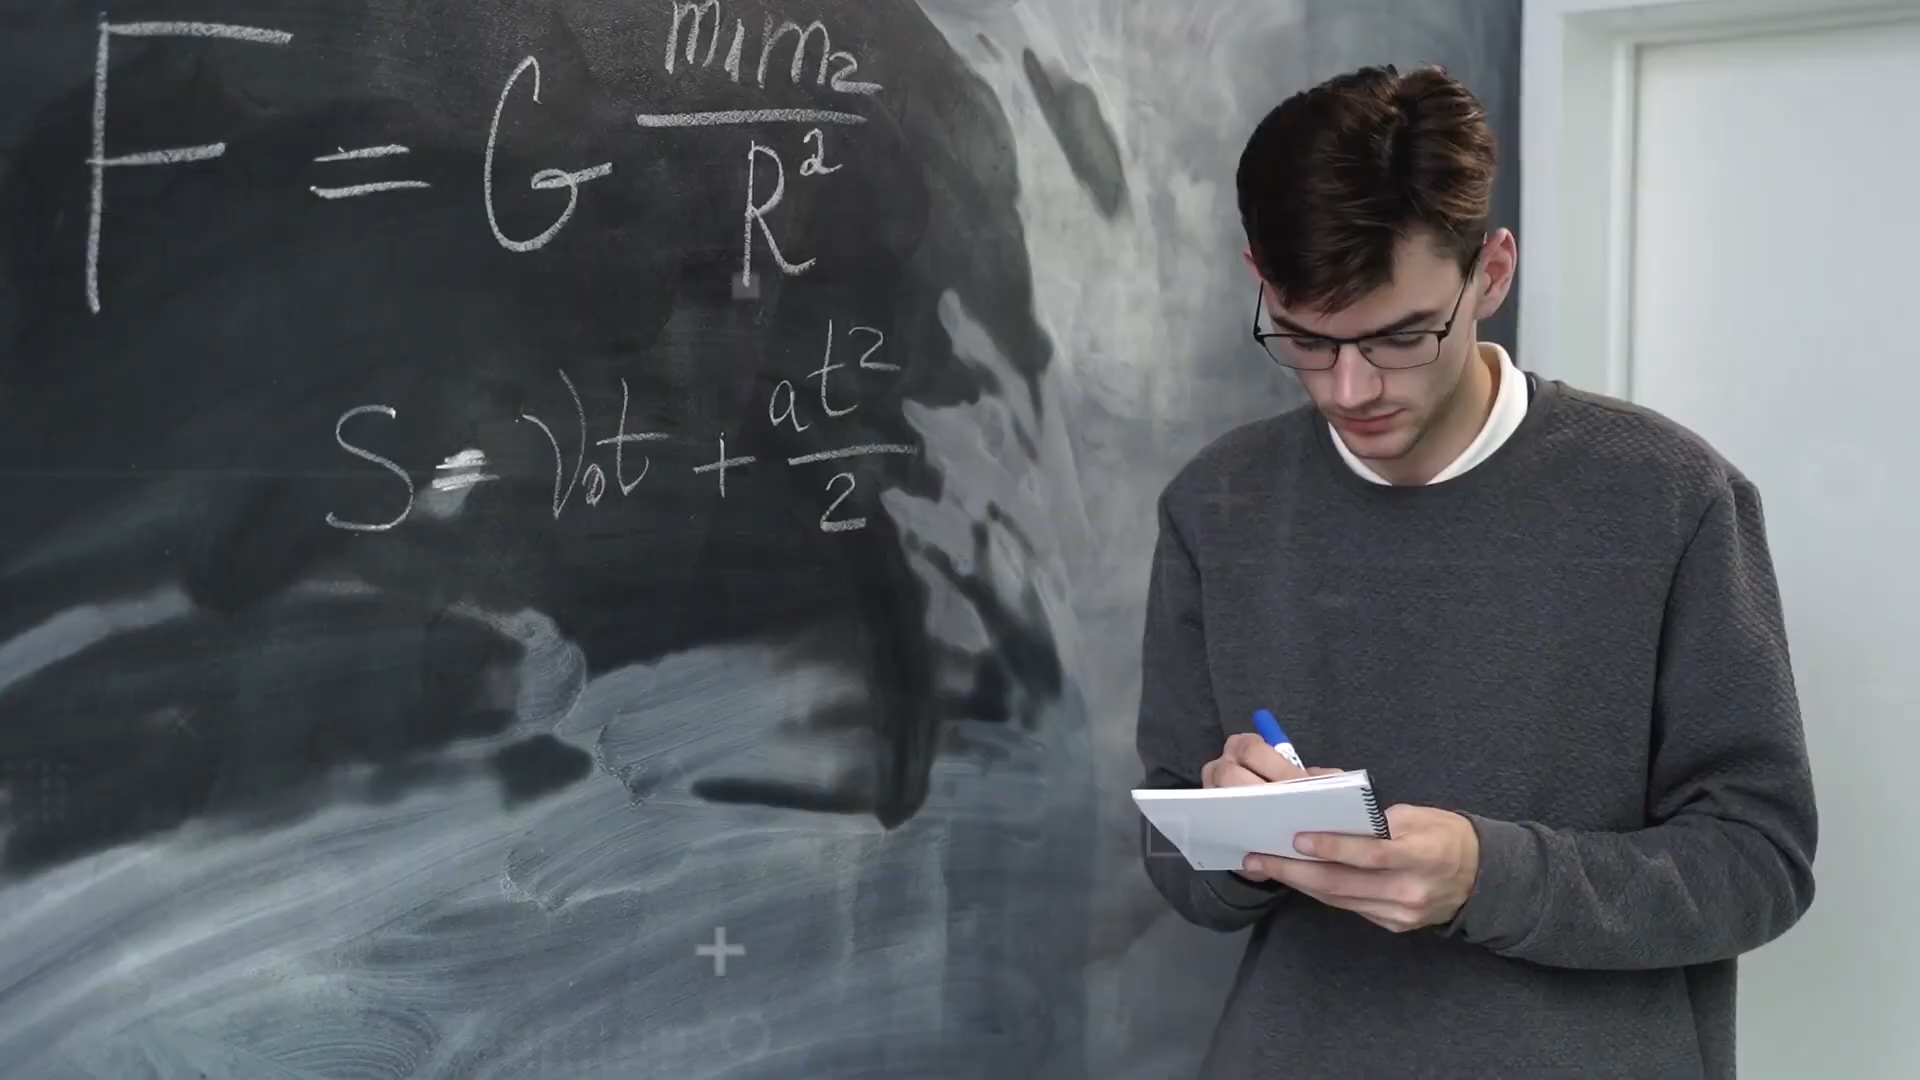 F = G m₁m₂/R²
S = V₀t + at²/2